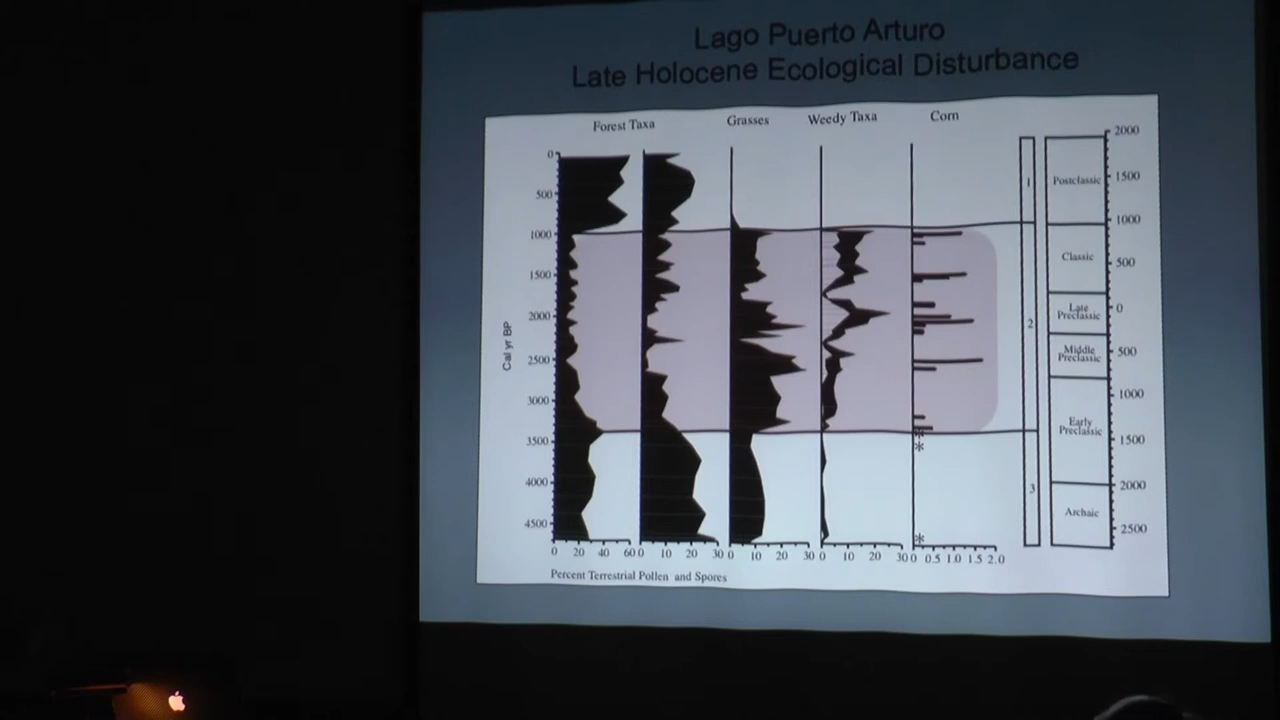 Lago Puerto Arturo
Late Holocene Ecological Disturbance
Forest Taxa Grasses Weedy Taxa Corn
Cal yr BP
0
500
1000
1500
2000
2500
3000
3500
4000
4500
0 20 40 60 0 10 20 30 0 10 20 30 0 10 20 30 0 0.5 1.0 1.5 2.0
Percent Terrestrial Pollen and Spores
*
*
*
1
2
3
Postclassic
Classic
Late
Preclassic
Middle
Preclassic
Early
Preclassic
Archaic
2000
1500
1000
500
0
500
1000
1500
2000
2500